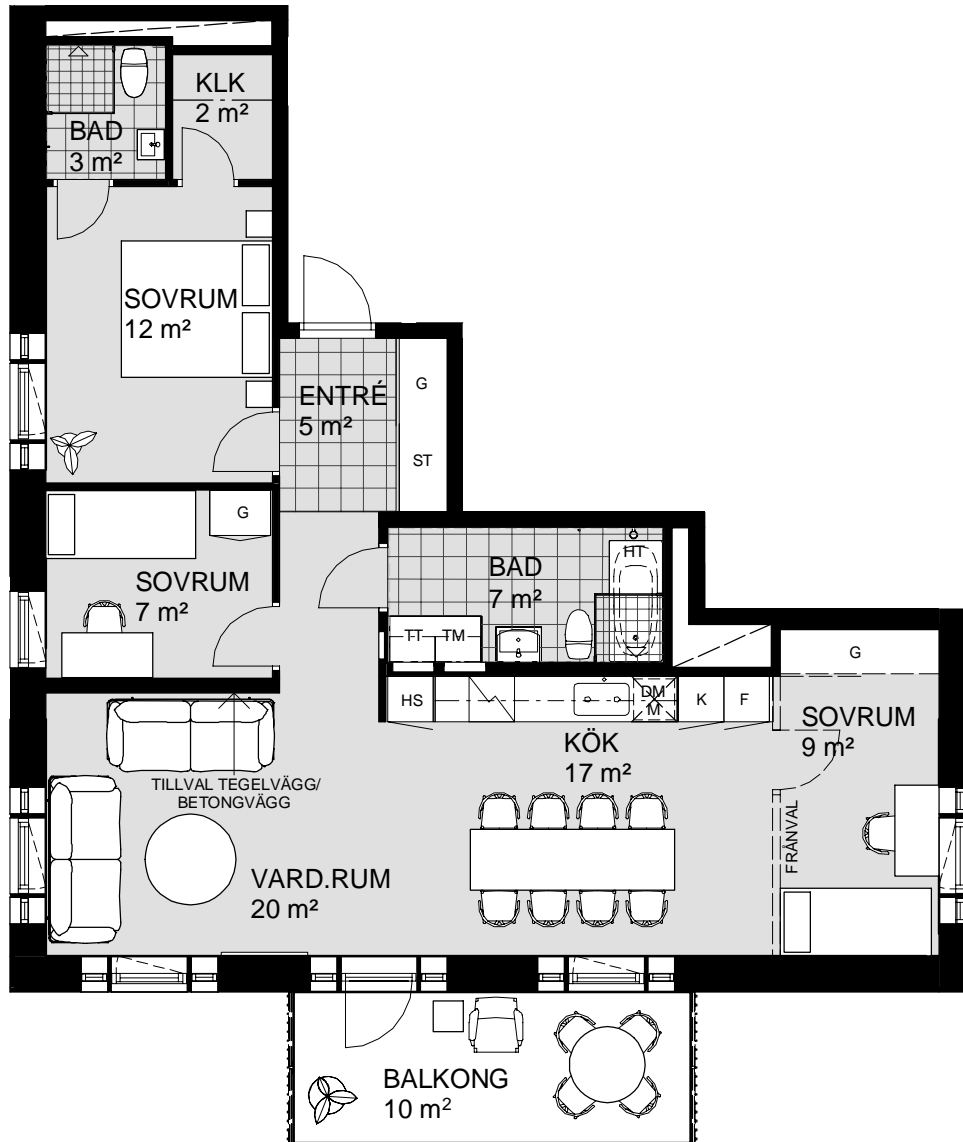 KLK
2 m²
BAD
3 m²
SOVRUM
12 m²
ENTRÉ
5 m²
G
ST
G
SOVRUM
7 m²
BAD
7 m²
HT
TT TM
HS
DM
M
K
F
G
SOVRUM
9 m²
KÖK
17 m²
TILLVAL TEGELVÄGG/
BETONGVÄGG
FRÅNVAL
VARD.RUM
20 m²
BALKONG
10 m²